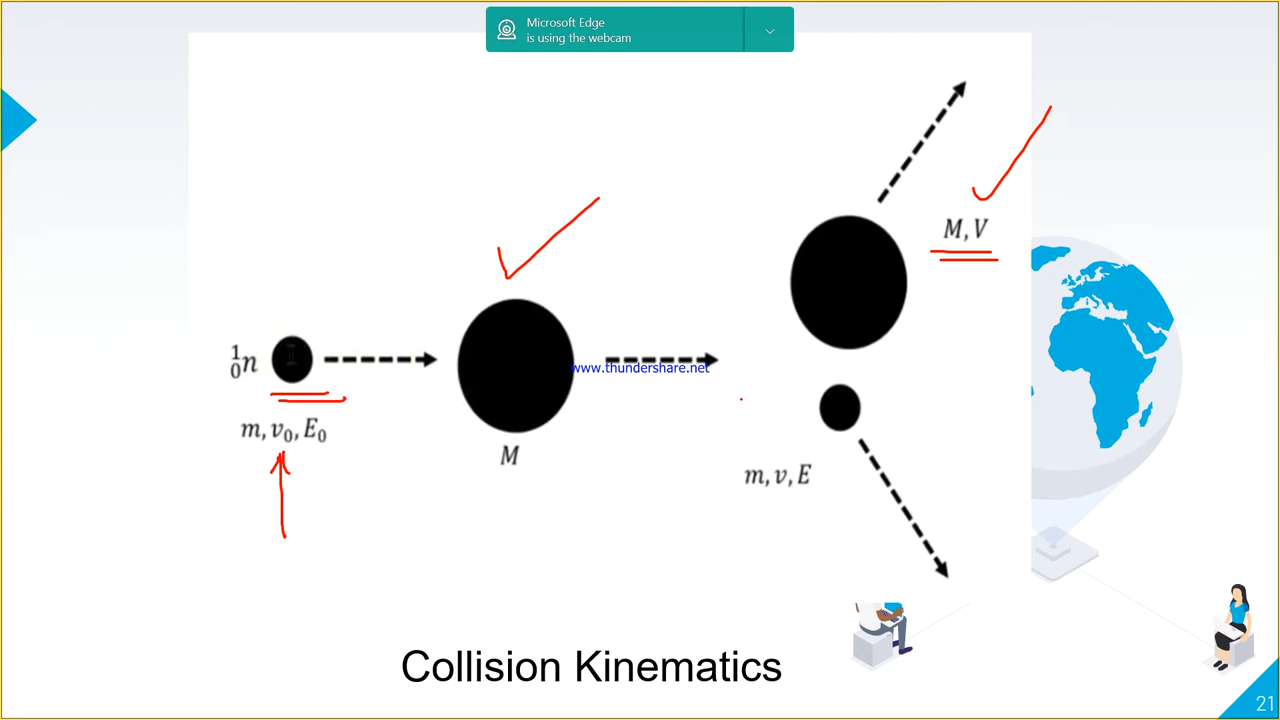 Microsoft Edge
is using the webcam
M, V
¹₀n
www.thundershare.net
m, v₀, E₀
M
m, v, E
Collision Kinematics
21